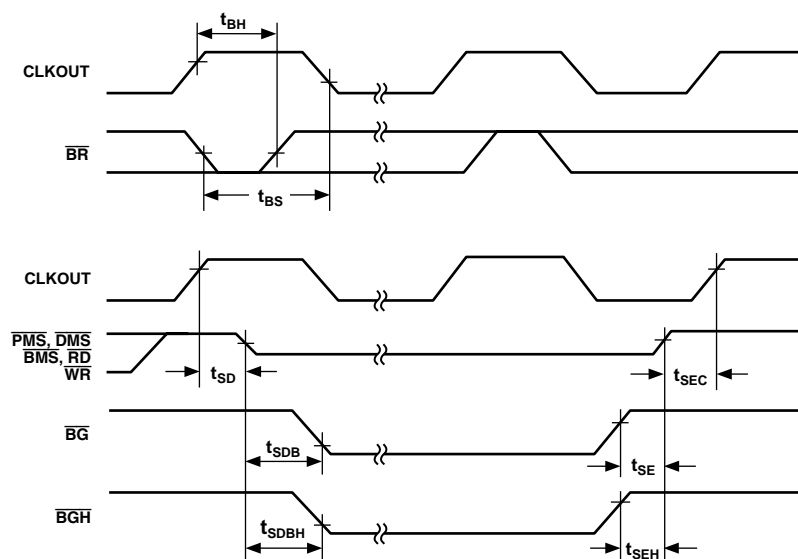 tBH
CLKOUT
BR
tBS
CLKOUT
PMS, DMS
BMS, RD
WR
tSD
tSEC
BG
tSDB
tSE
BGH
tSDBH
tSEH